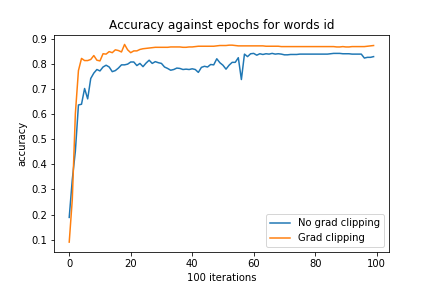 Accuracy against epochs for words id
0.9
0.8
0.7
0.6
0.5
0.4
0.3
0.2
0.1
accuracy
No grad clipping
Grad clipping
0 20 40 60 80 100
100 iterations